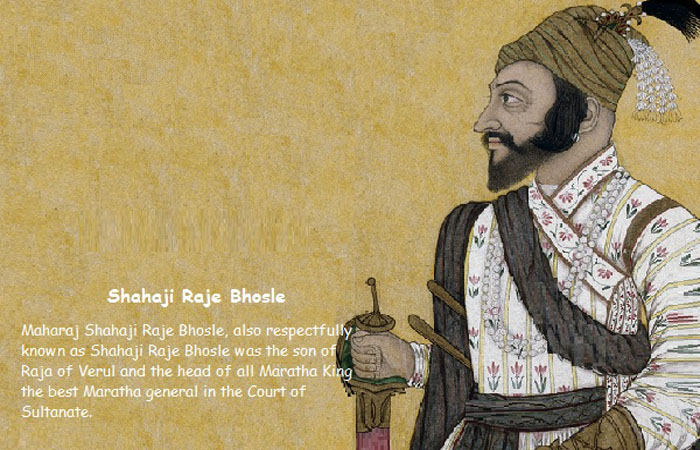 Shahaji Raje Bhosle
Maharaj Shahaji Raje Bhosle, also respectfully
known as Shahaji Raje Bhosle was the son of
Raja of Verul and the head of all Maratha King
the best Maratha general in the Court of
Sultanate.